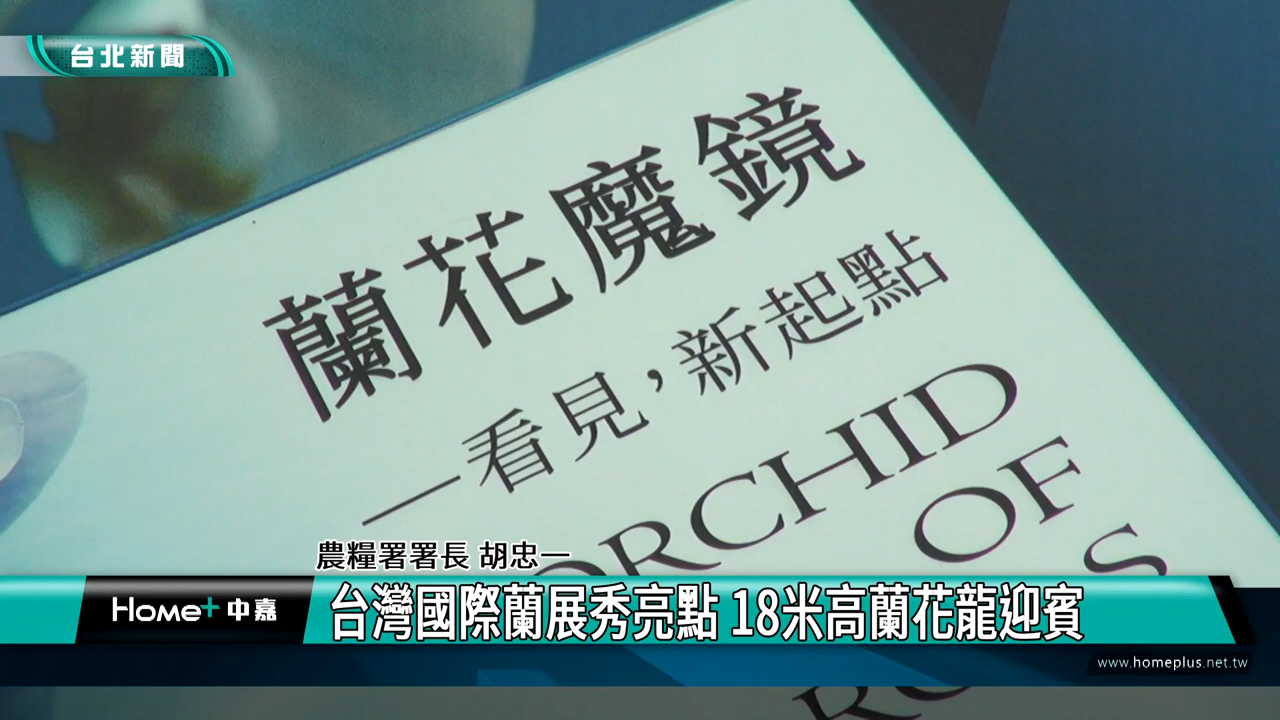 台北新聞
蘭花魔鏡
—看見，新起點
ORCHID
OF
農糧署署長 胡忠一
Home+ 中嘉
台灣國際蘭展秀亮點 18米高蘭花龍迎賓
www.homeplus.net.tw